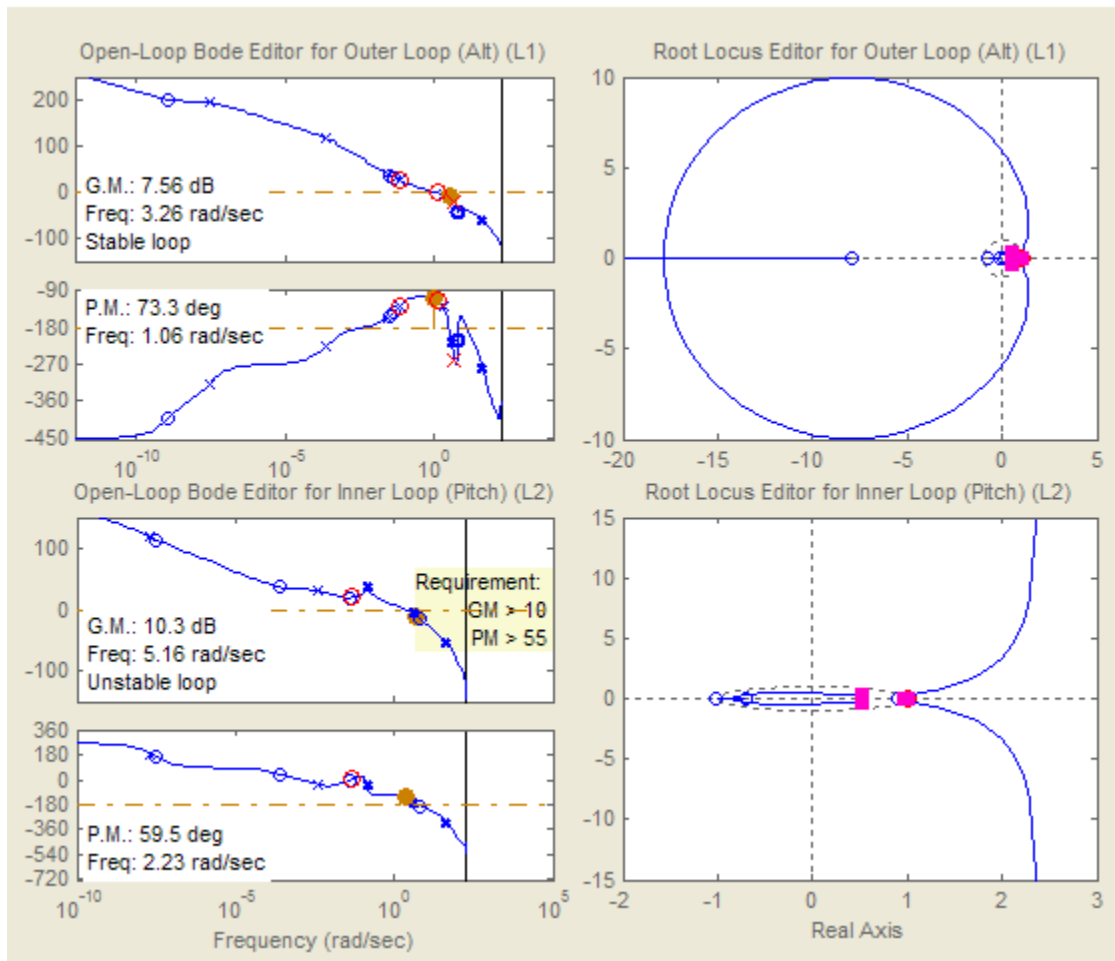 Open-Loop Bode Editor for Outer Loop (Alt) (L1)
200
100
0
-100
G.M.: 7.56 dB
Freq: 3.26 rad/sec
Stable loop
-90
-180
-270
-360
-450
P.M.: 73.3 deg
Freq: 1.06 rad/sec
10^-10
10^-5
10^0
Root Locus Editor for Outer Loop (Alt) (L1)
10
5
0
-5
-10
-20
-15
-10
-5
0
5
Open-Loop Bode Editor for Inner Loop (Pitch) (L2)
100
0
-100
G.M.: 10.3 dB
Freq: 5.16 rad/sec
Unstable loop
Requirement:
GM > 10
PM > 55
360
180
0
-180
-360
-540
-720
P.M.: 59.5 deg
Freq: 2.23 rad/sec
10^-10
10^-5
10^0
10^5
Frequency (rad/sec)
Root Locus Editor for Inner Loop (Pitch) (L2)
15
10
5
0
-5
-10
-15
-2
-1
0
1
2
3
Real Axis